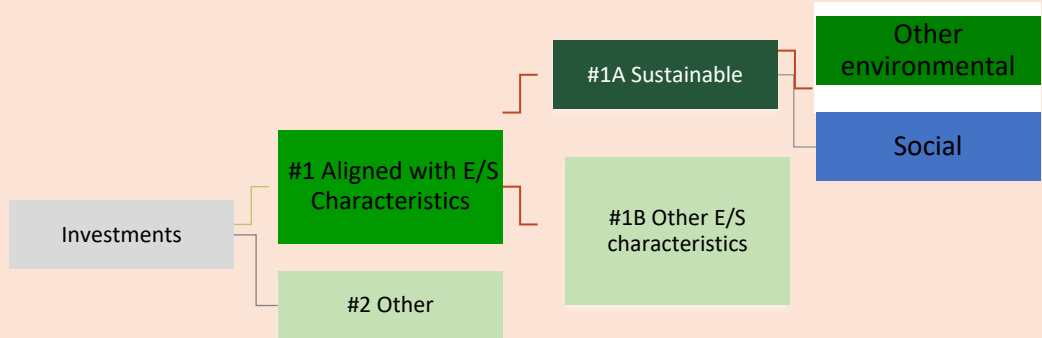 Investments
#1 Aligned with E/S
Characteristics
#2 Other
#1A Sustainable
#1B Other E/S
characteristics
Other
environmental
Social